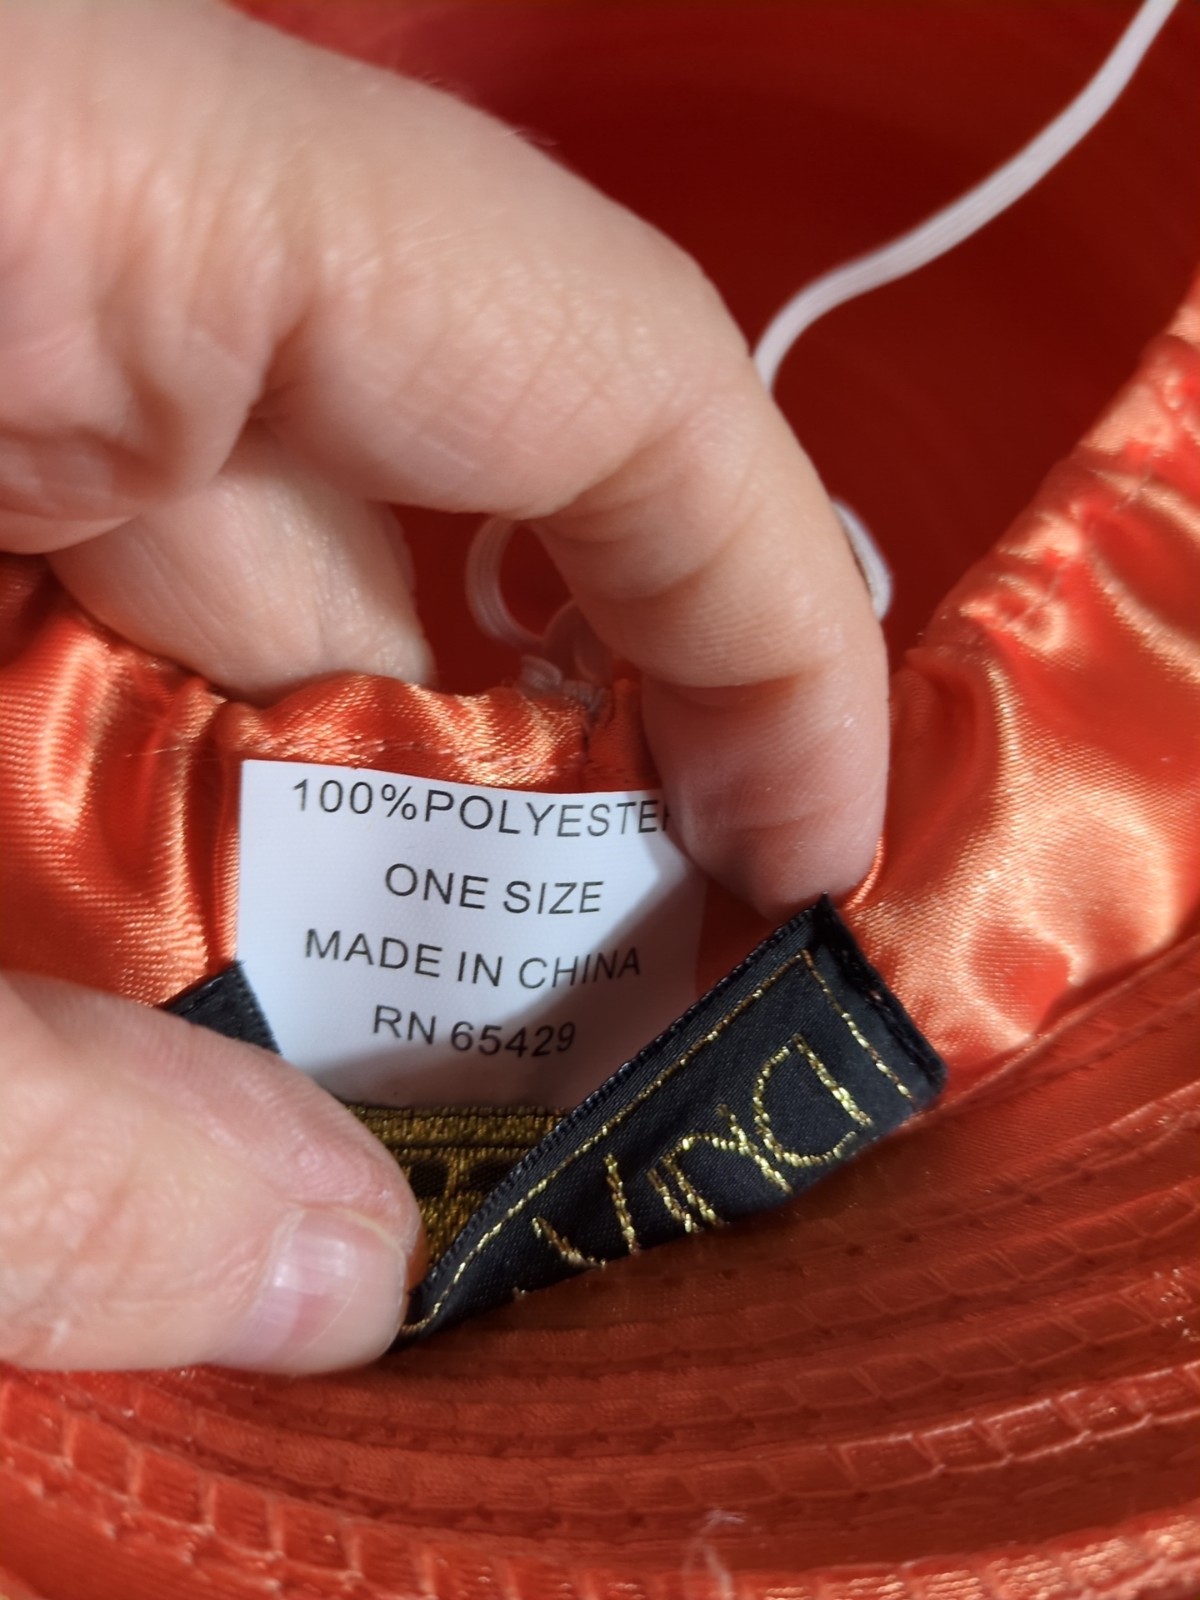 100%POLYESTER
ONE SIZE
MADE IN CHINA
RN 65429